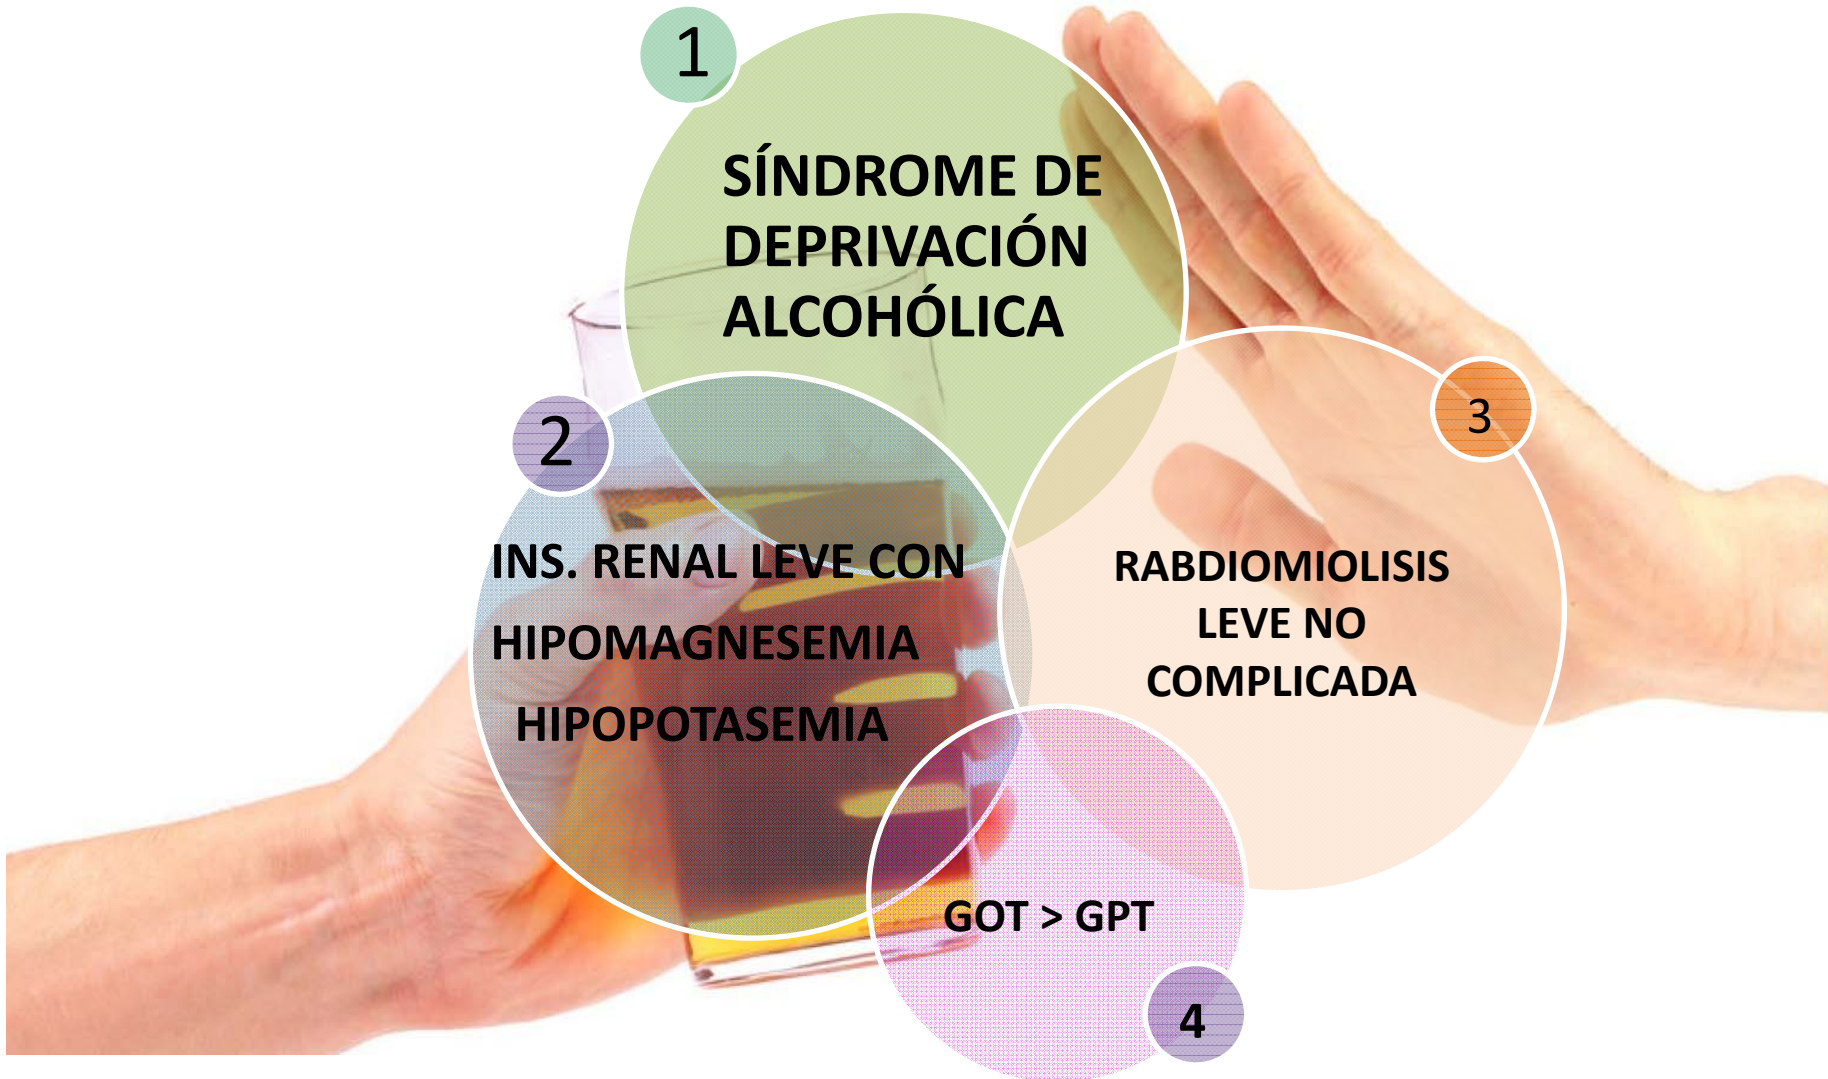 1
SÍNDROME DE
DEPRIVACIÓN
ALCOHÓLICA
2
INS. RENAL LEVE CON
HIPOMAGNESEMIA
HIPOPOTASEMIA
3
RABDIOMIOLISIS
LEVE NO
COMPLICADA
GOT > GPT
4